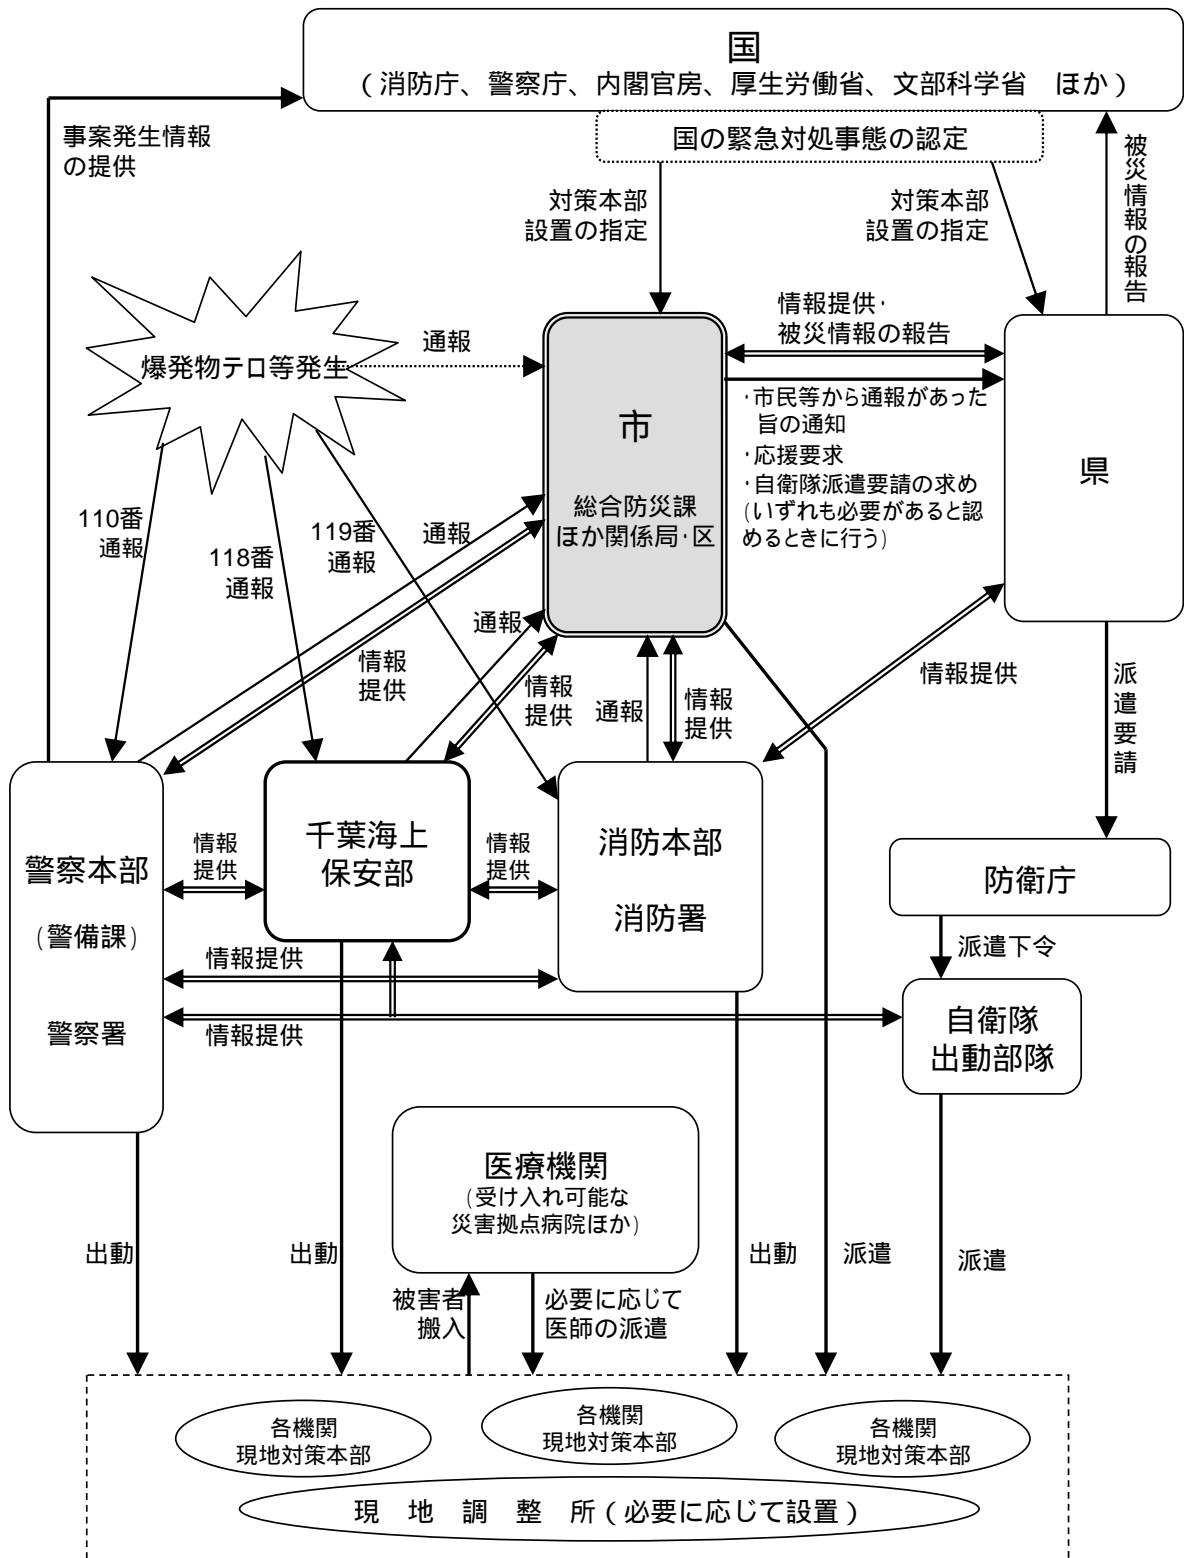 国
（消防庁、警察庁、内閣官房、厚生労働省、文部科学省　ほか）
国の緊急対処事態の認定
事案発生情報
の提供
対策本部
設置の指定
対策本部
設置の指定
被災情報の報告
爆発物テロ等発生
通報
情報提供・
被災情報の報告
・市民等から通報があった
旨の通知
・応援要求
・自衛隊派遣要請の求め
(いずれも必要があると認
めるときに行う)
市
総合防災課
ほか関係局・区
県
110番
通報
118番
通報
119番
通報
通報
情報
提供
通報
情報
提供
通報
情報
提供
情報提供
派遣要請
警察本部
(警備課)
警察署
情報
提供
千葉海上
保安部
情報
提供
消防本部
消防署
防衛庁
派遣下令
情報提供
情報提供
自衛隊
出動部隊
医療機関
(受け入れ可能な
災害拠点病院ほか)
出動
出動
出動
派遣
派遣
被害者
搬入
必要に応じて
医師の派遣
各機関
現地対策本部
各機関
現地対策本部
各機関
現地対策本部
現　地　調　整　所（必要に応じて設置）